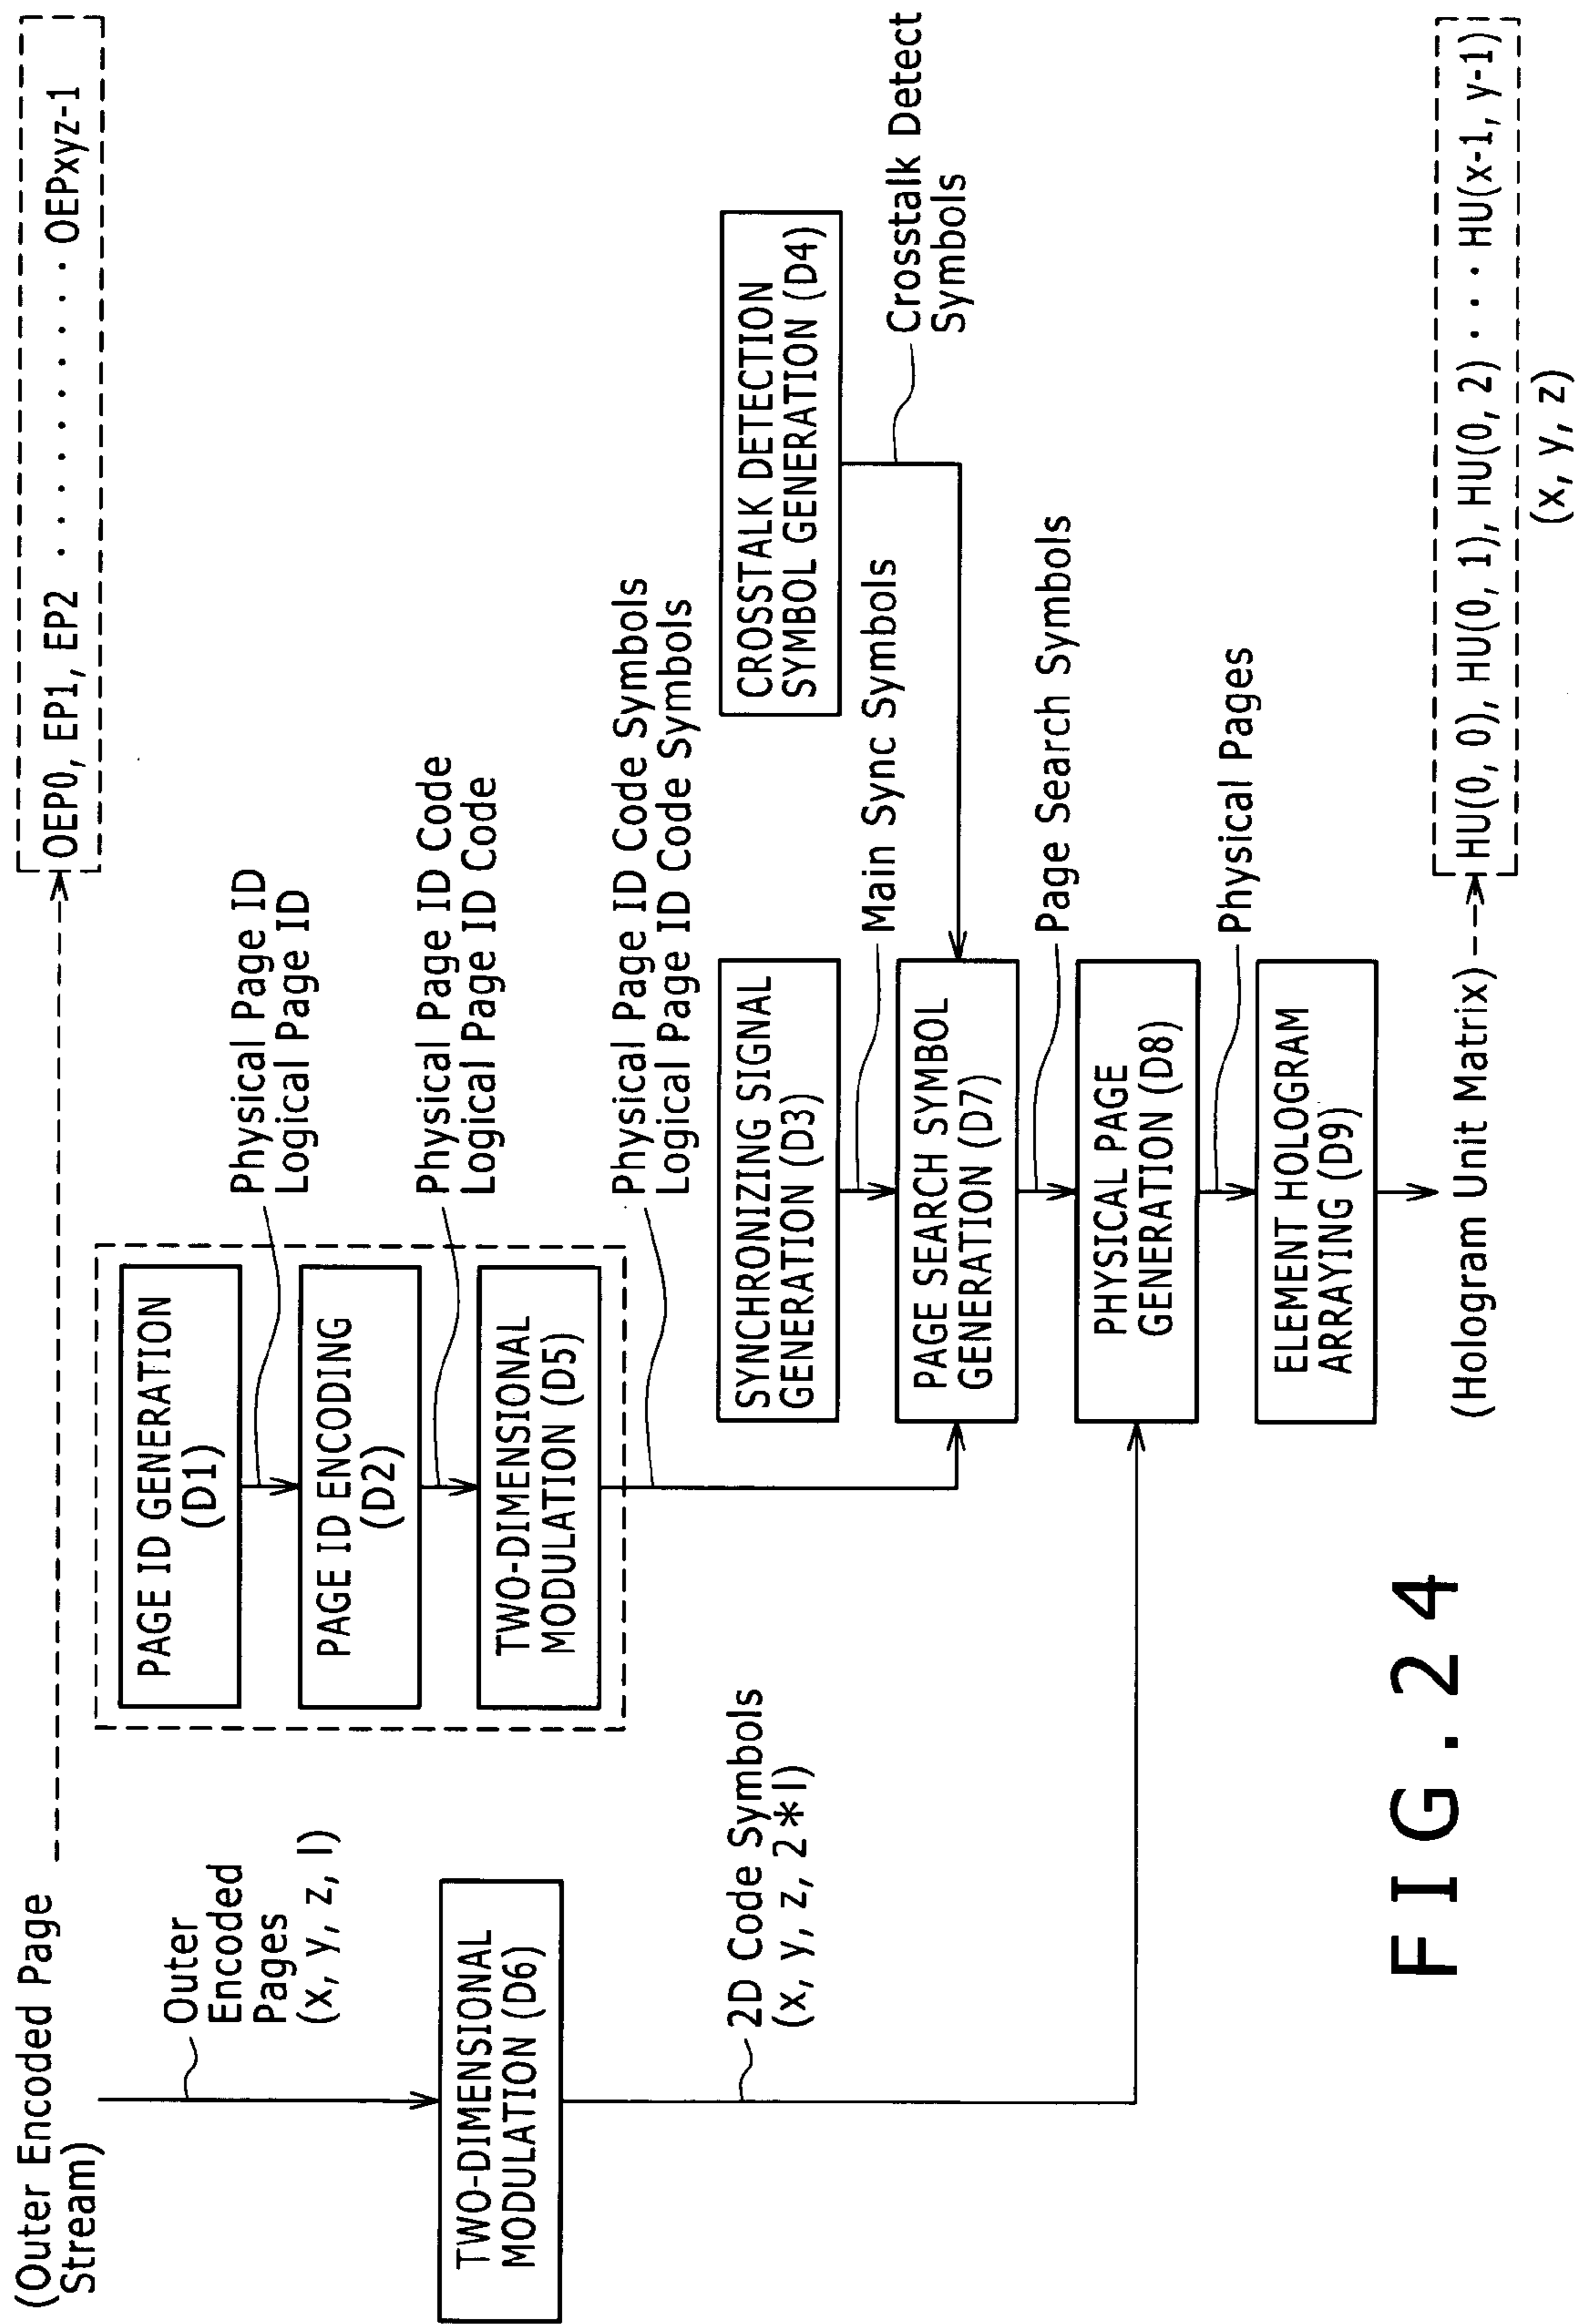 (Outer Encoded Page
Stream)
OEP0, EP1, EP2 · · · · · · · · · OEPxyz-1
Outer
Encoded
Pages
(x, y, z, l)
TWO-DIMENSIONAL
MODULATION (D6)
2D Code Symbols
(x, y, z, 2*l)
PAGE ID GENERATION
(D1)
Physical Page ID
Logical Page ID
PAGE ID ENCODING
(D2)
Physical Page ID Code
Logical Page ID Code
TWO-DIMENSIONAL
MODULATION (D5)
Physical Page ID Code Symbols
Logical Page ID Code Symbols
SYNCHRONIZING SIGNAL
GENERATION (D3)
CROSSTALK DETECTION
SYMBOL GENERATION (D4)
Main Sync Symbols
Crosstalk Detect
Symbols
PAGE SEARCH SYMBOL
GENERATION (D7)
Page Search Symbols
PHYSICAL PAGE
GENERATION (D8)
Physical Pages
ELEMENT HOLOGRAM
ARRAYING (D9)
(Hologram Unit Matrix)
HU(0, 0), HU(0, 1), HU(0, 2) · · · HU(x-1, y-1)
(x, y, z)
FIG.24